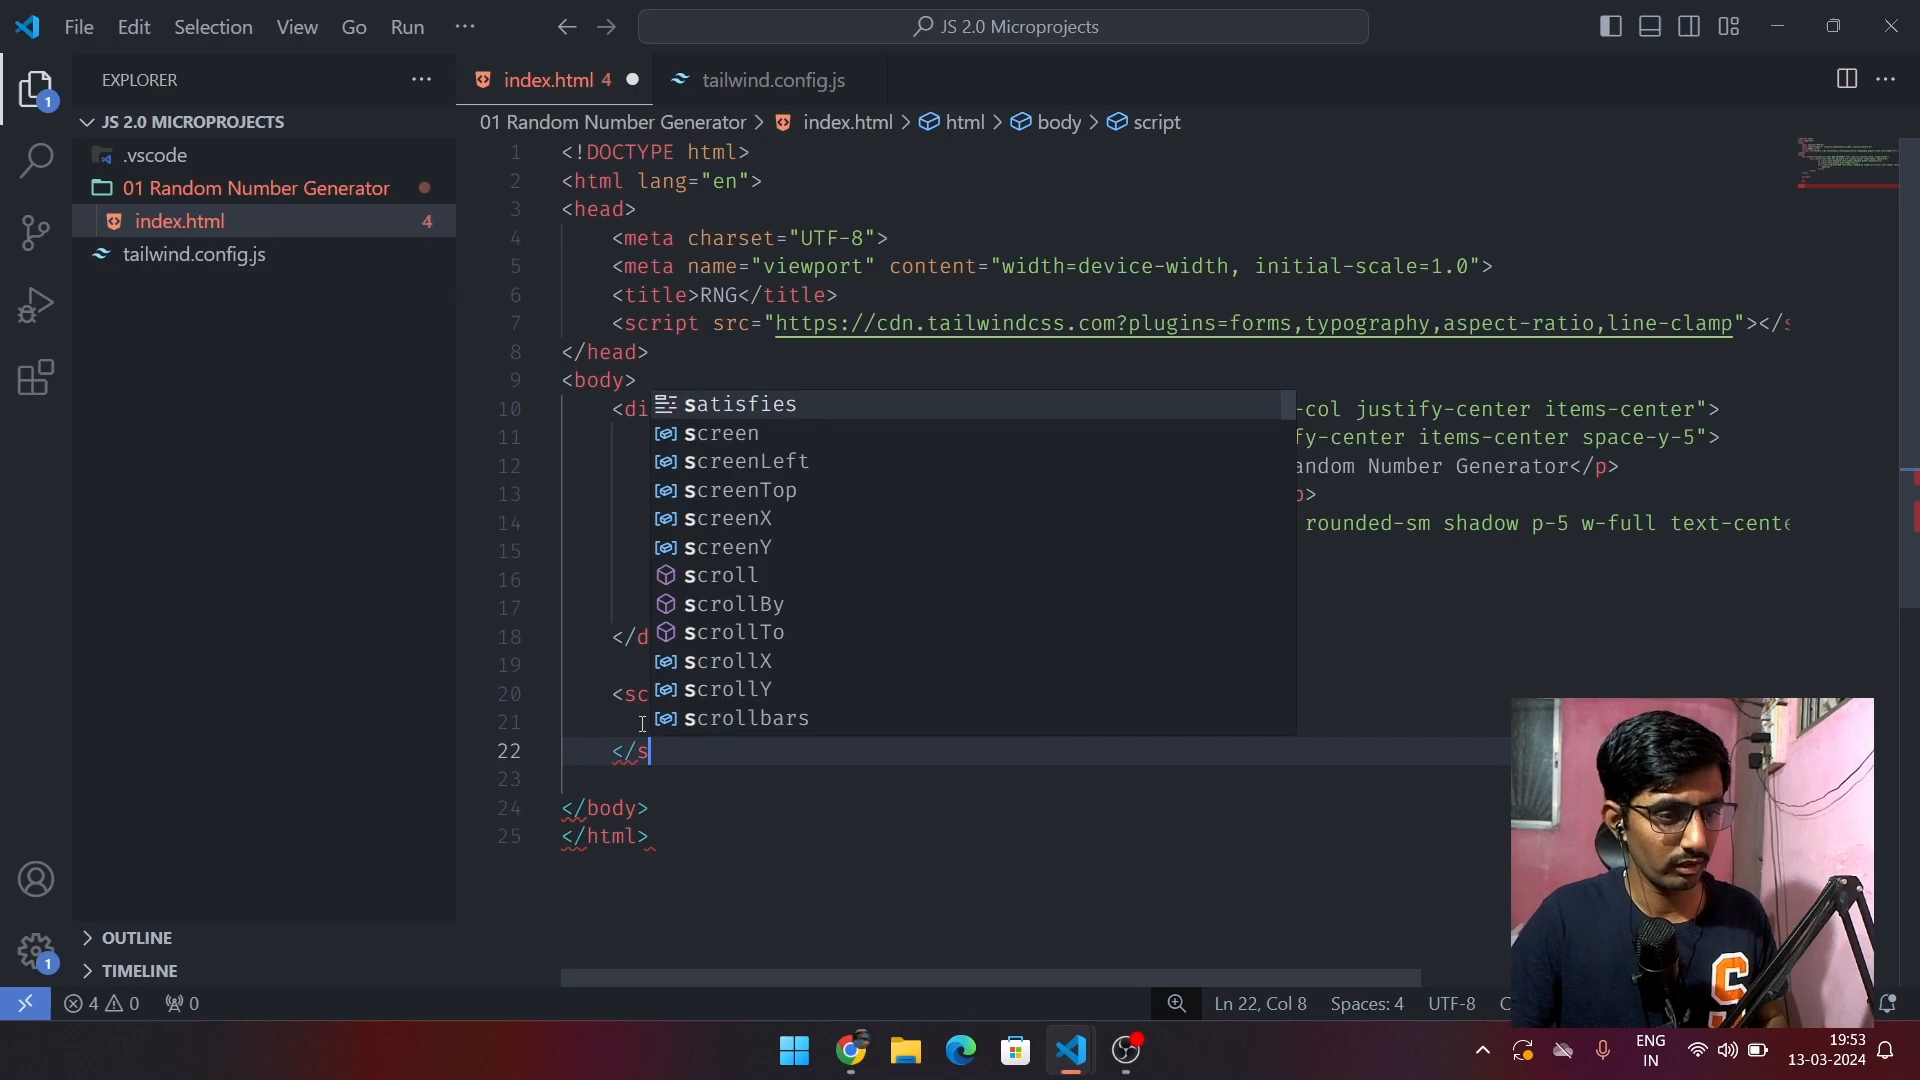 File Edit Selection View Go Run ···
JS 2.0 Microprojects
EXPLORER
index.html 4
tailwind.config.js
JS 2.0 MICROPROJECTS
01 Random Number Generator > index.html > html > body > script
.vscode
01 Random Number Generator
index.html 4
tailwind.config.js
1 <!DOCTYPE html>
2 <html lang="en">
3 <head>
4 <meta charset="UTF-8">
5 <meta name="viewport" content="width=device-width, initial-scale=1.0">
6 <title>RNG</title>
7 <script src="https://cdn.tailwindcss.com?plugins=forms,typography,aspect-ratio,line-clamp"></s
8 </head>
9 <body>
10 <di -col justify-center items-center">
11 fy-center items-center space-y-5">
12 andom Number Generator</p>
13 p>
14 rounded-sm shadow p-5 w-full text-cente
15
16
17
18 </d
19
20 <sc
21
22 </s
23
24 </body>
25 </html>
satisfies
screen
screenLeft
screenTop
screenX
screenY
scroll
scrollBy
scrollTo
scrollX
scrollY
scrollbars
1
1
OUTLINE
TIMELINE
4 0 0
Ln 22, Col 8 Spaces: 4 UTF-8 C
ENG
IN
19:53
13-03-2024